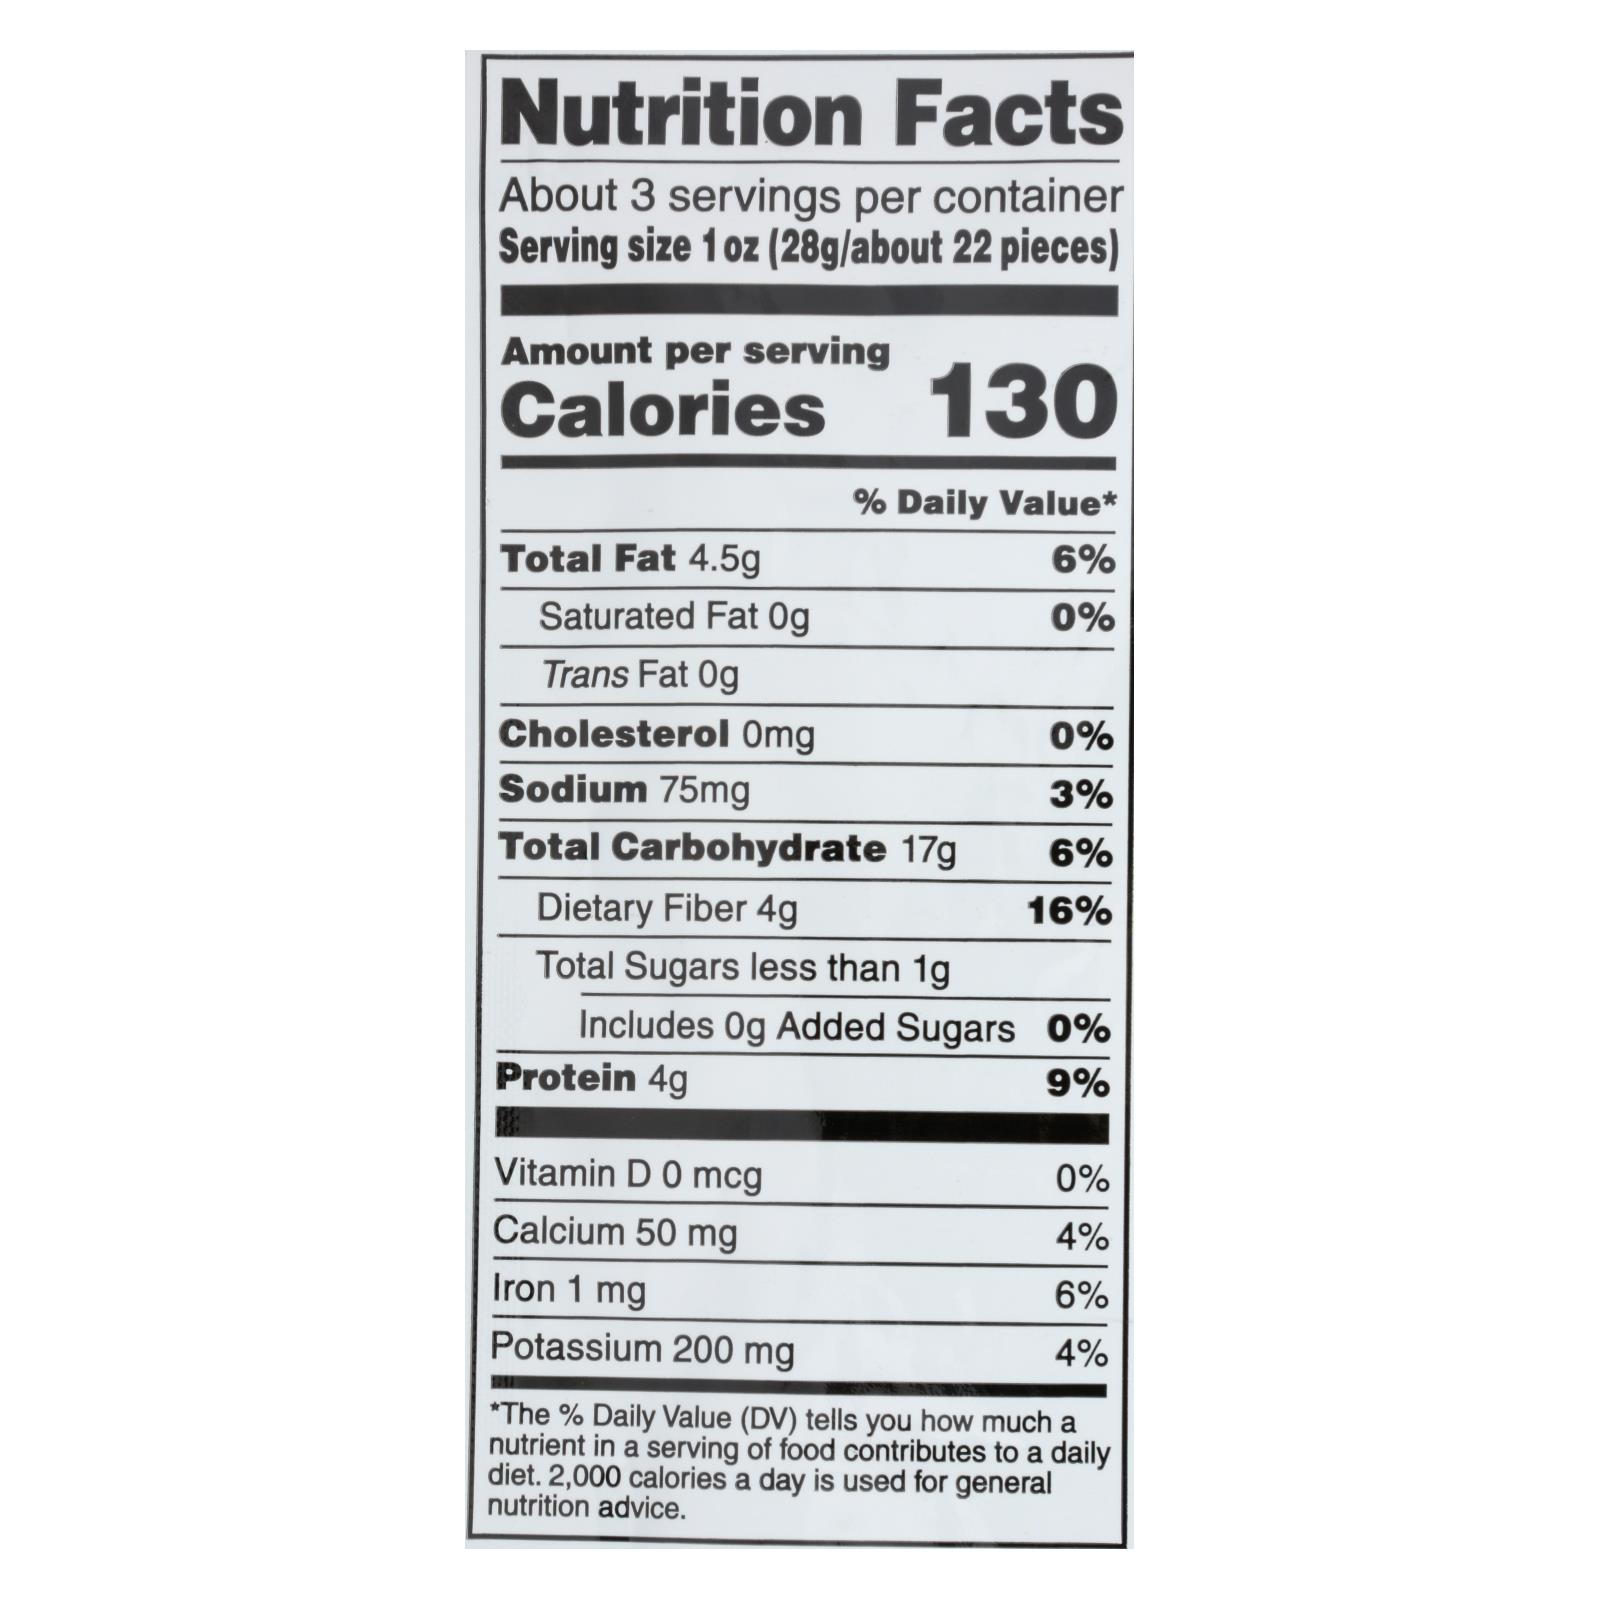 Nutrition Facts
About 3 servings per container
Serving size 1 oz (28g/about 22 pieces)
Amount per serving
Calories 130
% Daily Value*
Total Fat 4.5g 6%
Saturated Fat 0g 0%
Trans Fat 0g
Cholesterol 0mg 0%
Sodium 75mg 3%
Total Carbohydrate 17g 6%
Dietary Fiber 4g 16%
Total Sugars less than 1g
Includes 0g Added Sugars 0%
Protein 4g 9%
Vitamin D 0 mcg 0%
Calcium 50 mg 4%
Iron 1 mg 6%
Potassium 200 mg 4%
*The % Daily Value (DV) tells you how much a
nutrient in a serving of food contributes to a daily
diet. 2,000 calories a day is used for general
nutrition advice.